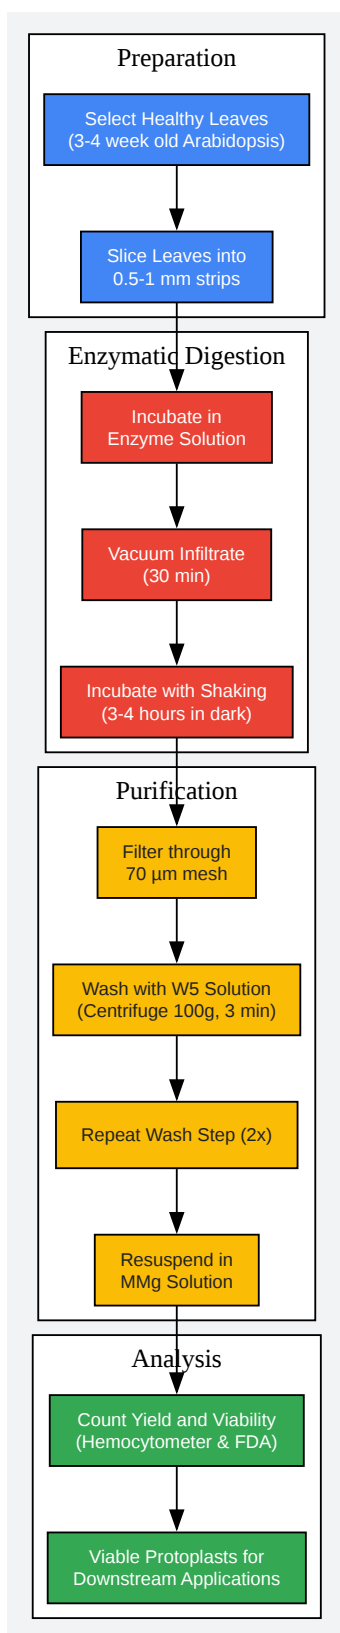 Preparation
Select Healthy Leaves
(3-4 week old Arabidopsis)
Slice Leaves into
0.5-1 mm strips
Enzymatic Digestion
Incubate in
Enzyme Solution
Vacuum Infiltrate
(30 min)
Incubate with Shaking
(3-4 hours in dark)
Purification
Filter through
70 µm mesh
Wash with W5 Solution
(Centrifuge 100g, 3 min)
Repeat Wash Step (2x)
Resuspend in
MMg Solution
Analysis
Count Yield and Viability
(Hemocytometer & FDA)
Viable Protoplasts for
Downstream Applications